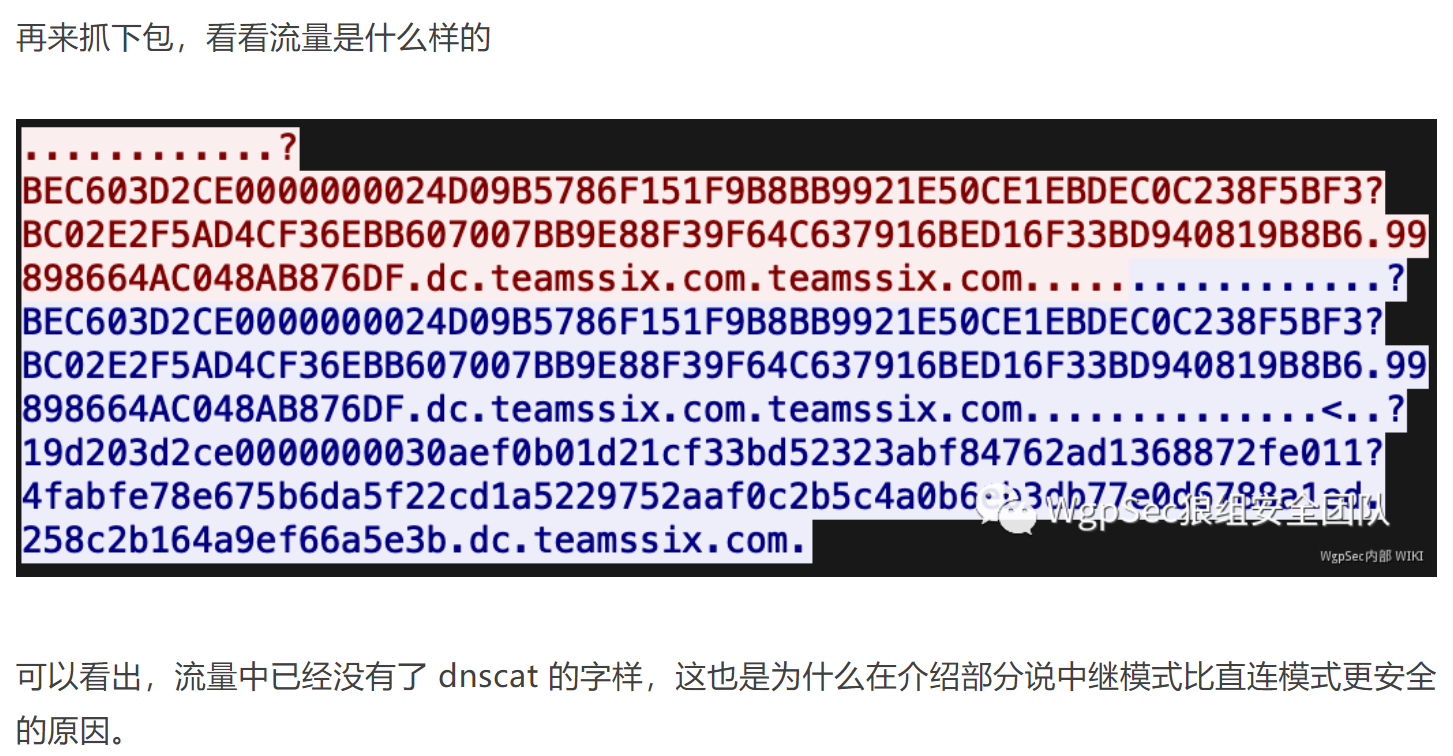 再来抓下包，看看流量是什么样的
............?
BEC603D2CE0000000024D09B5786F151F9B8BB9921E50CE1EBDEC0C238F5BF3?
BC02E2F5AD4CF36EBB607007BB9E88F39F64C637916BED16F33BD940819B8B6.99
898664AC048AB876DF.dc.teamssix.com.teamssix.com.................?
BEC603D2CE0000000024D09B5786F151F9B8BB9921E50CE1EBDEC0C238F5BF3?
BC02E2F5AD4CF36EBB607007BB9E88F39F64C637916BED16F33BD940819B8B6.99
898664AC048AB876DF.dc.teamssix.com.teamssix.com..............<..?
19d203d2ce0000000030aef0b01d21cf33bd52323abf84762ad1368872fe011?
4fabfe78e675b6da5f22cd1a5229752aaf0c2b5c4a0b6
WgpSec狼组安全团队
258c2b164a9ef66a5e3b.dc.teamssix.com.
WgpSec内部 WIKI
可以看出，流量中已经没有了 dnscat 的字样，这也是为什么在介绍部分说中继模式比直连模式更安全
的原因。